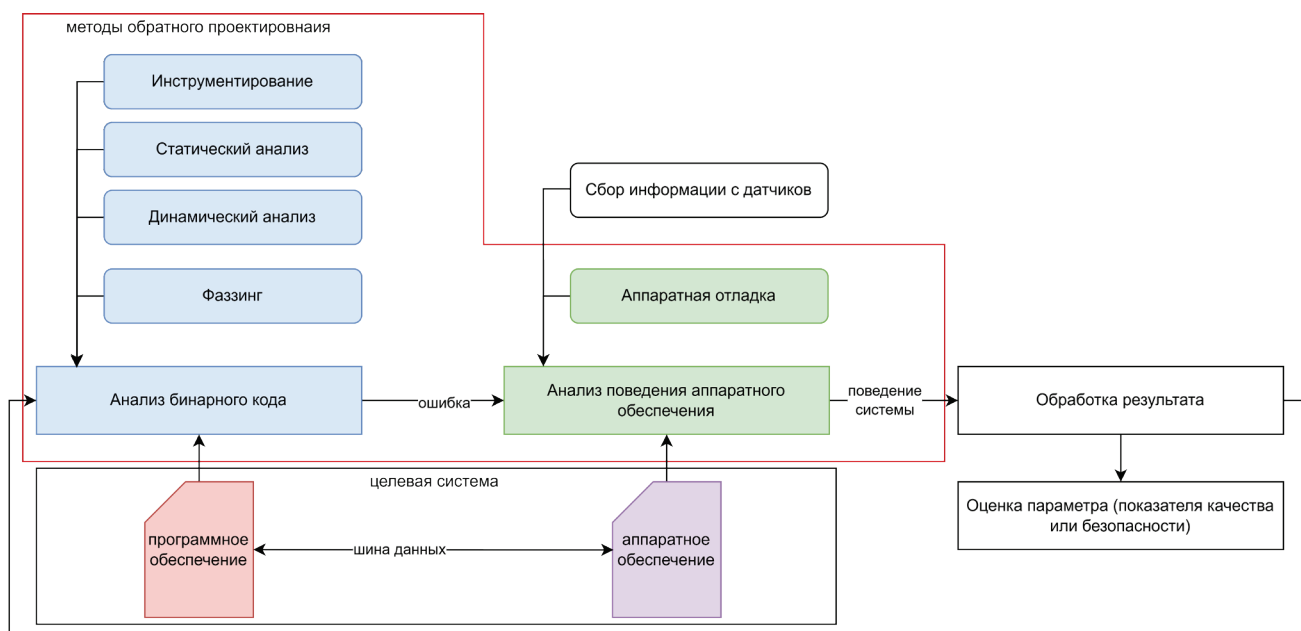 методы обратного проектировнаия
Инструментирование
Статический анализ
Динамический анализ
Фаззинг
Сбор информации с датчиков
Аппаратная отладка
Анализ бинарного кода
ошибка
Анализ поведения аппаратного
обеспечения
поведение
системы
Обработка результата
целевая система
программное
обеспечение
шина данных
аппаратное
обеспечение
Оценка параметра (показателя качества
или безопасности)